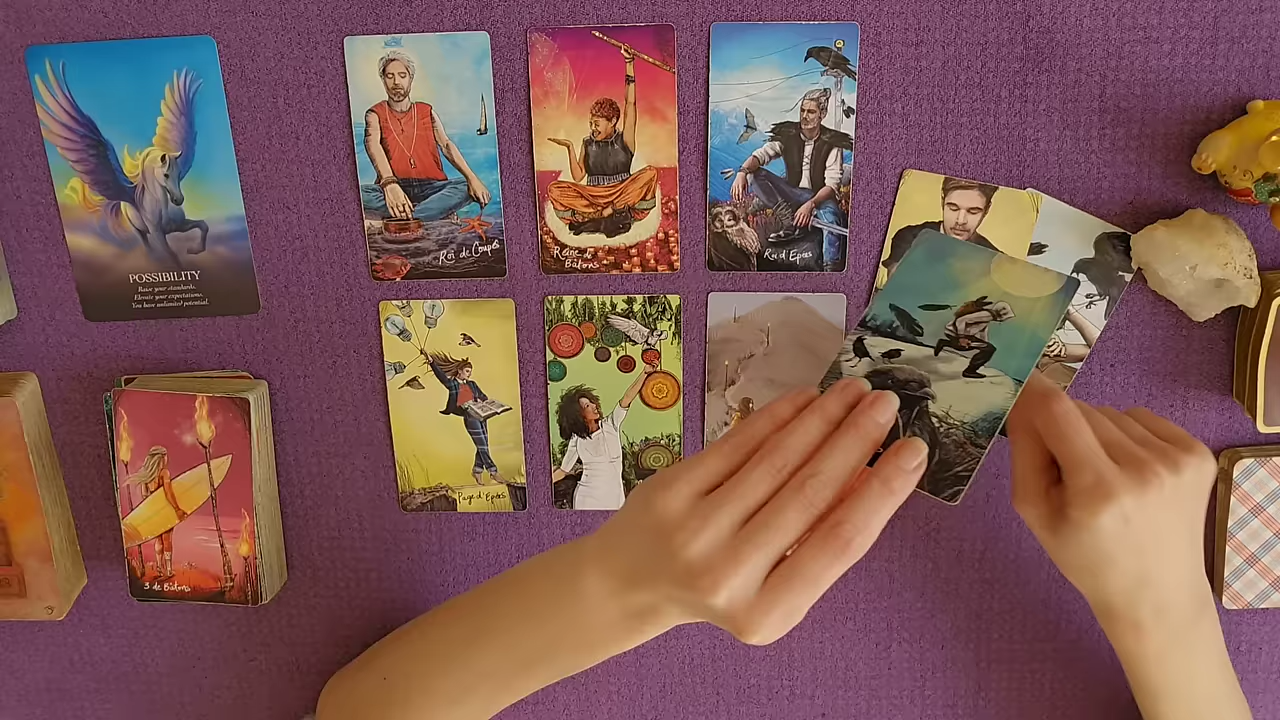 POSSIBILITY
Raise your standards.
Elevate your expectations.
You have unlimited potential.
Roi de Coupes
Reine de
Bâtons
Roi d'Epées
Page d'Epées
3 de Bâtons